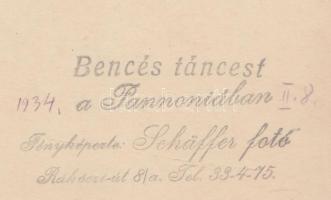 Bencés táncest
1934. a Pannoniában II. 8.
Fényképezte: Schäffer fotó
Rákóczi-út 8/a. Tel. 33-4-75.